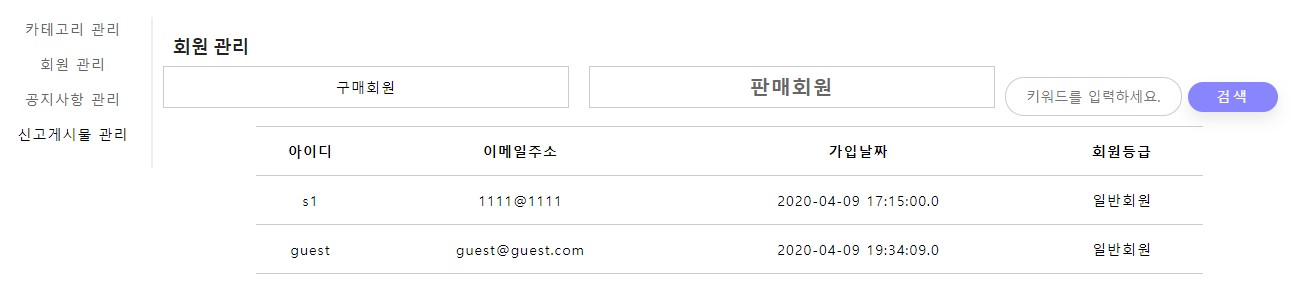 카테고리 관리
회원 관리
공지사항 관리
신고게시물 관리
회원 관리
구매회원 판매회원 키워드를 입력하세요. 검색
아이디 이메일주소 가입날짜 회원등급
s1 1111@1111 2020-04-09 17:15:00.0 일반회원
guest guest@guest.com 2020-04-09 19:34:09.0 일반회원